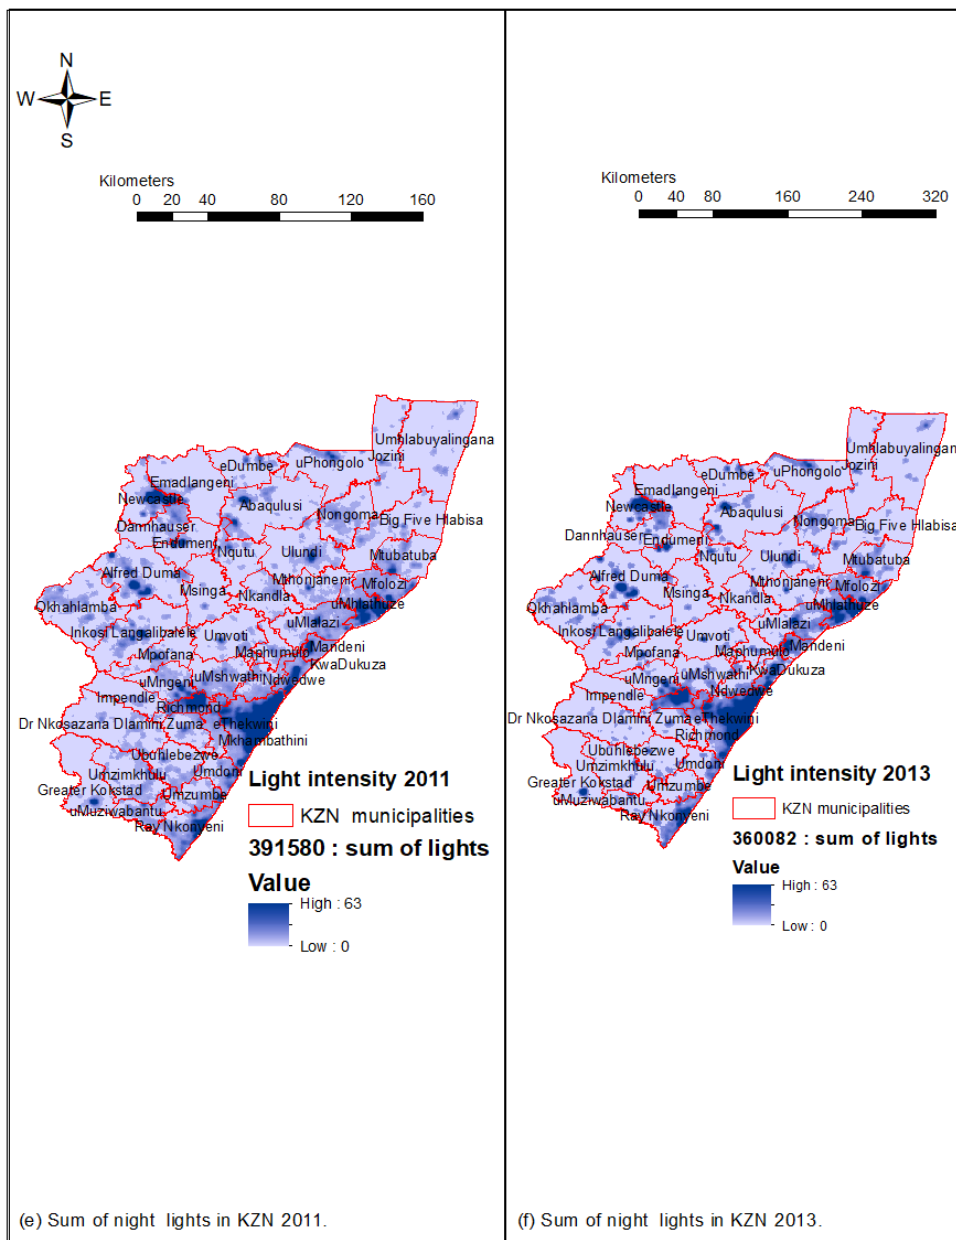 N
W E
S
Kilometers
0 20 40 80 120 160
Umhlabuyalingana
Jozini
eDumbe
uPhongolo
Emadlangeni
Newcastle
Abaqulusi
Nongoma
Big Five Hlabisa
Dannhauser
Endumeni
Nqutu
Ulundi
Mtubatuba
Alfred Duma
Msinga
Nkandla
Mthonjaneni
Mfolozi
Okhahlamba
uMhlathuze
Inkosi Langalibalele
Umvoti
uMlalazi
Mpofana
Maphumulo
Mandeni
KwaDukuza
uMngeni
uMshwathi
Ndwedwe
Impendle
Richmond
Dr Nkosazana Dlamini Zuma
eThekwini
Mkhambathini
Ubuhlebezwe
Umzimkhulu
Umdoni
Greater Kokstad
Umzumbe
uMuziwabantu
Ray Nkonyeni
Light intensity 2011
KZN municipalities
391580 : sum of lights
Value
High : 63
Low : 0
(e) Sum of night lights in KZN 2011.
Kilometers
0 40 80 160 240 320
Umhlabuyalingana
Jozini
eDumbe
uPhongolo
Emadlangeni
Newcastle
Abaqulusi
Nongoma
Big Five Hlabisa
Dannhauser
Endumeni
Nqutu
Ulundi
Mtubatuba
Alfred Duma
Msinga
Nkandla
Mthonjaneni
Mfolozi
Okhahlamba
uMhlathuze
Inkosi Langalibalele
Umvoti
uMlalazi
Mpofana
Maphumulo
Mandeni
KwaDukuza
uMngeni
uMshwathi
Ndwedwe
Impendle
Dr Nkosazana Dlamini Zuma
eThekwini
Richmond
Ubuhlebezwe
Umzimkhulu
Umdoni
Greater Kokstad
Umzumbe
uMuziwabantu
Ray Nkonyeni
Light intensity 2013
KZN municipalities
360082 : sum of lights
Value
High : 63
Low : 0
(f) Sum of night lights in KZN 2013.